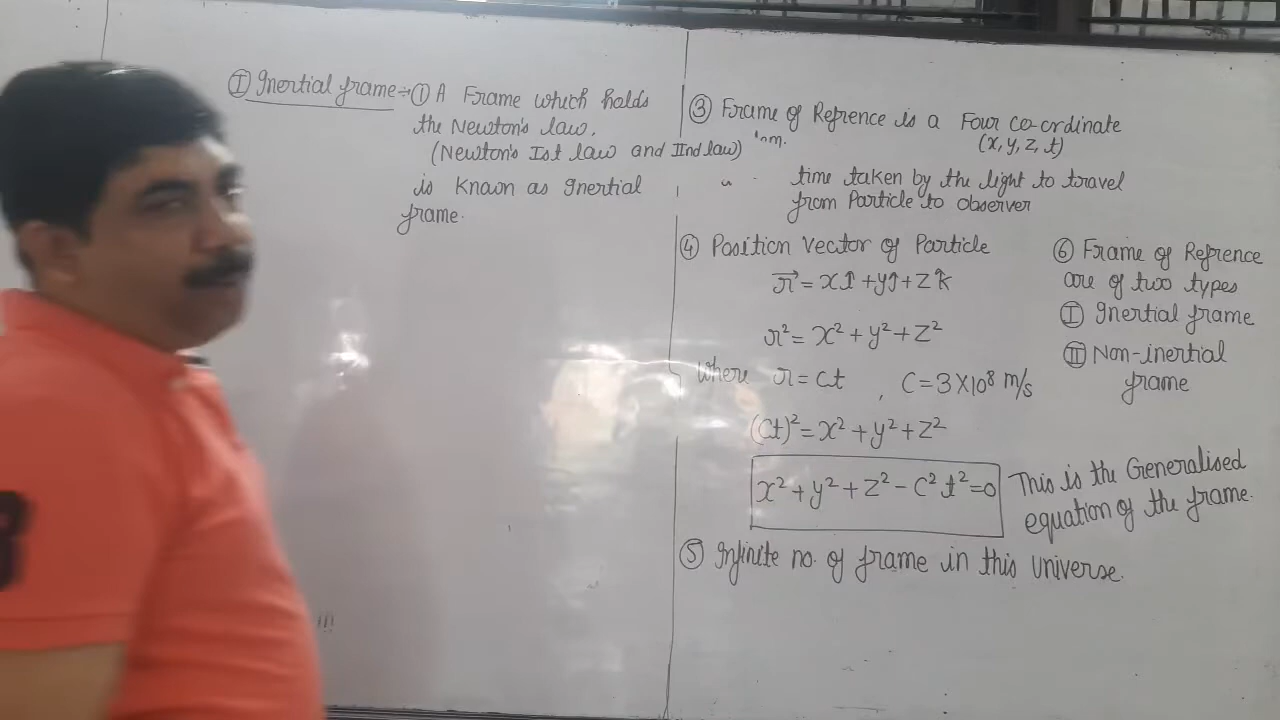 Ⓘ Inertial frame ÷ ① A Frame which holds
the Newton's law.
(Newton's Ist law and IInd law)
is known as Inertial
frame.
③ Frame of Refrence is a Four co-ordinate
(x, y, z, t)
time taken by the light to travel
from Particle to observer
④ Position vector of Particle
r⃗ = xî + yĵ + zk̂
r² = x² + y² + z²
where r = ct , C = 3×10⁸ m/s
(Ct)² = x² + y² + z²
x² + y² + z² - c² t² = 0
This is the Generalised
equation of the frame.
⑤ Infinite no. of frame in this universe.
⑥ Frame of Refrence
are of two types
Ⓘ Inertial frame
Ⓘ︎Ⓘ Non-inertial
frame